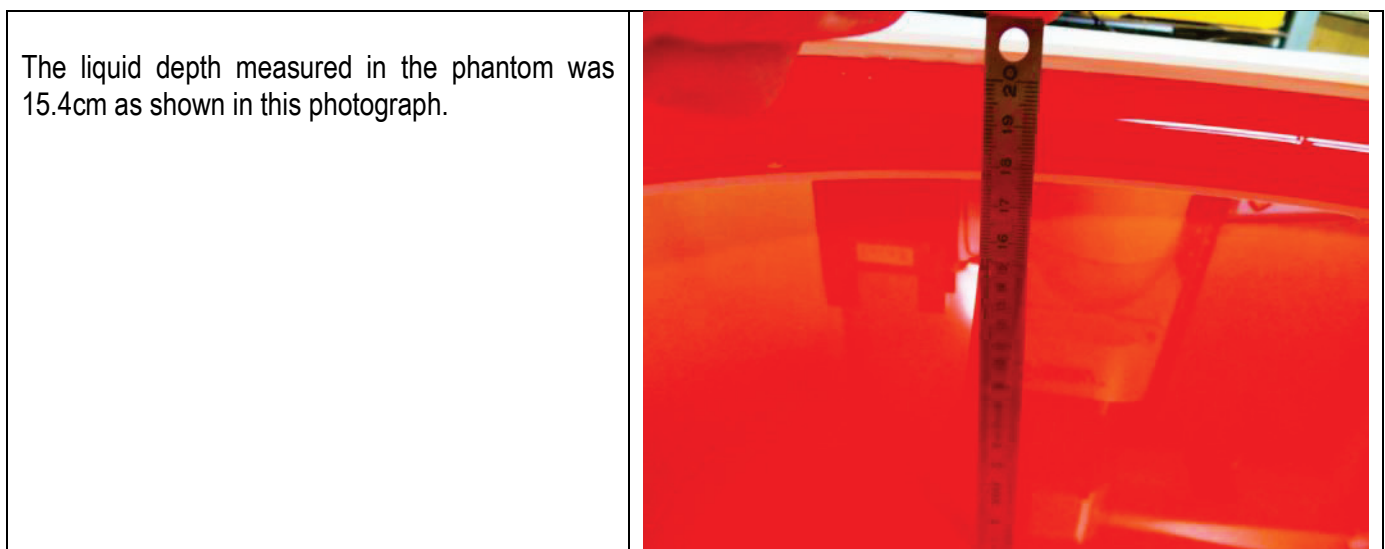 The liquid depth measured in the phantom was
15.4cm as shown in this photograph.
20
19
18
17
16